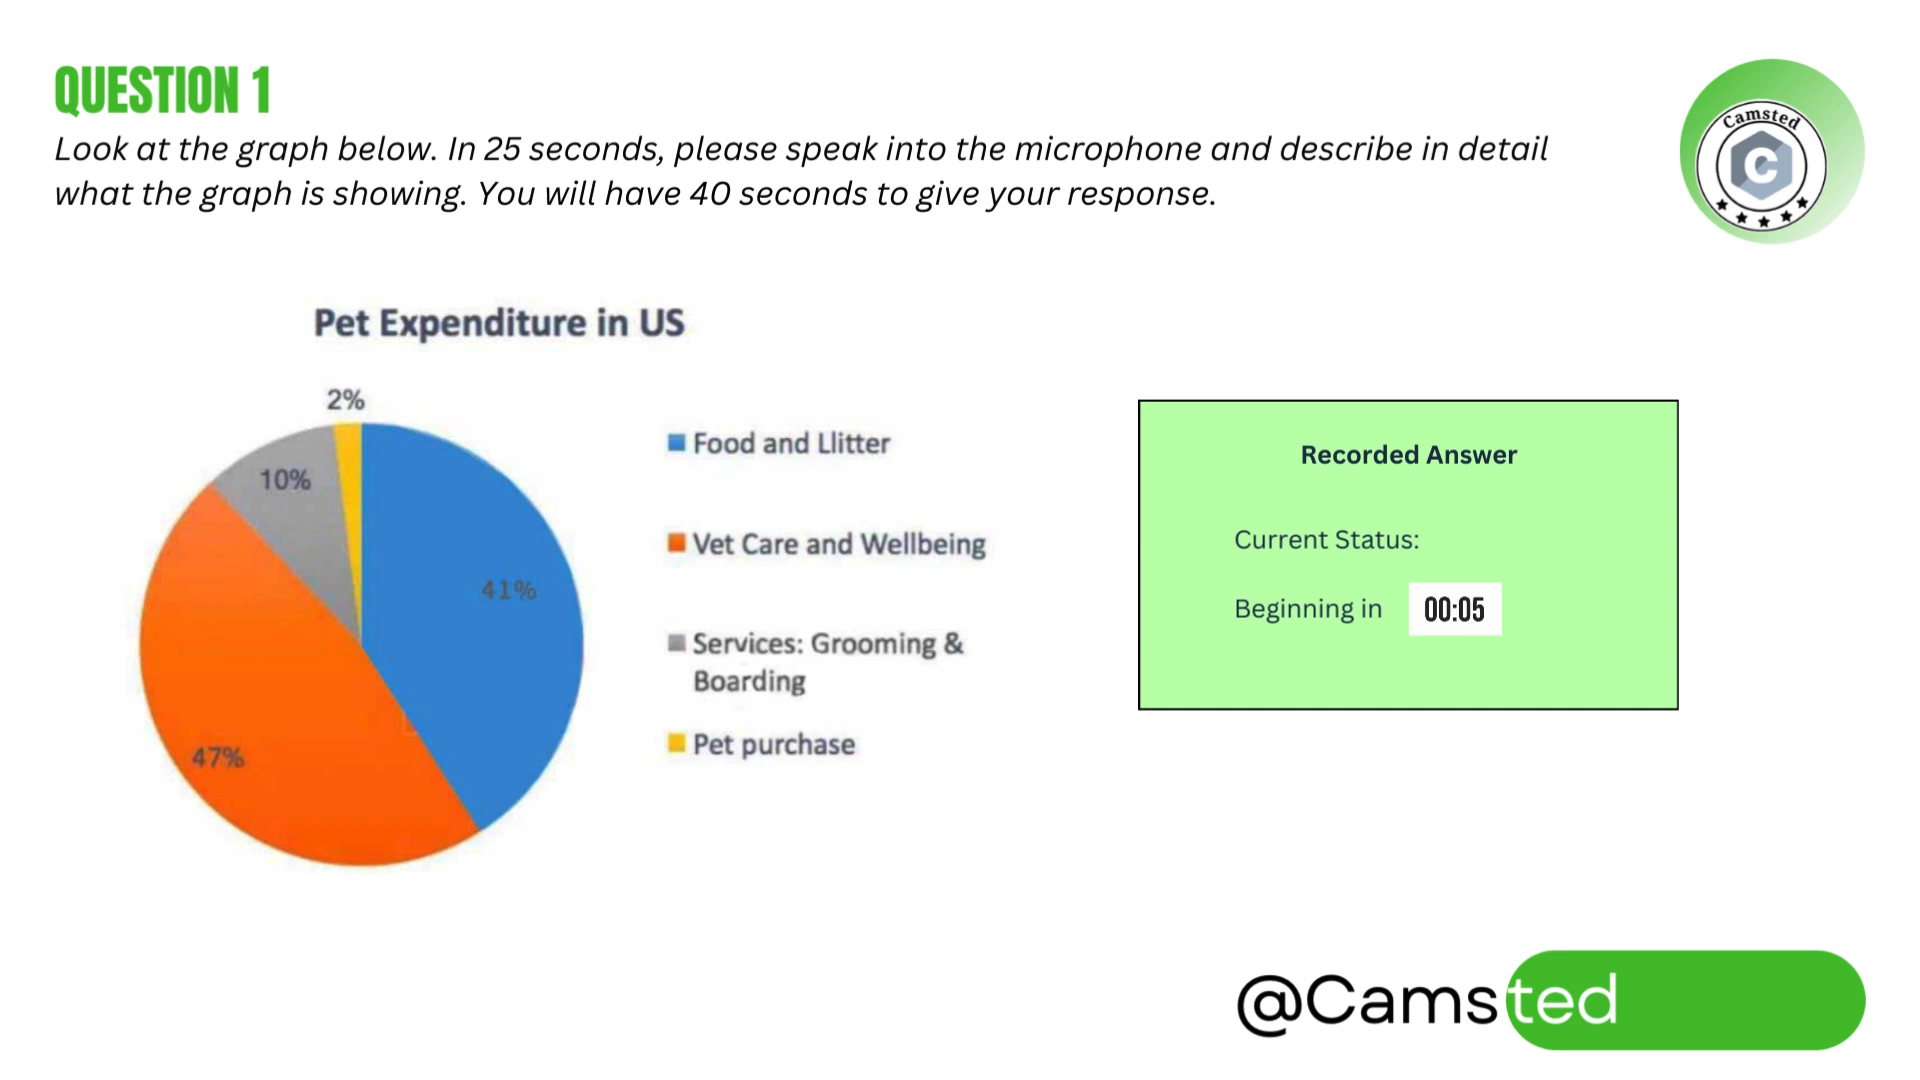 QUESTION 1
Look at the graph below. In 25 seconds, please speak into the microphone and describe in detail
what the graph is showing. You will have 40 seconds to give your response.
Camsted
C
Pet Expenditure in US
2%
10%
41%
47%
Food and Llitter
Vet Care and Wellbeing
Services: Grooming &
Boarding
Pet purchase
Recorded Answer
Current Status:
Beginning in 00:05
@Camsted